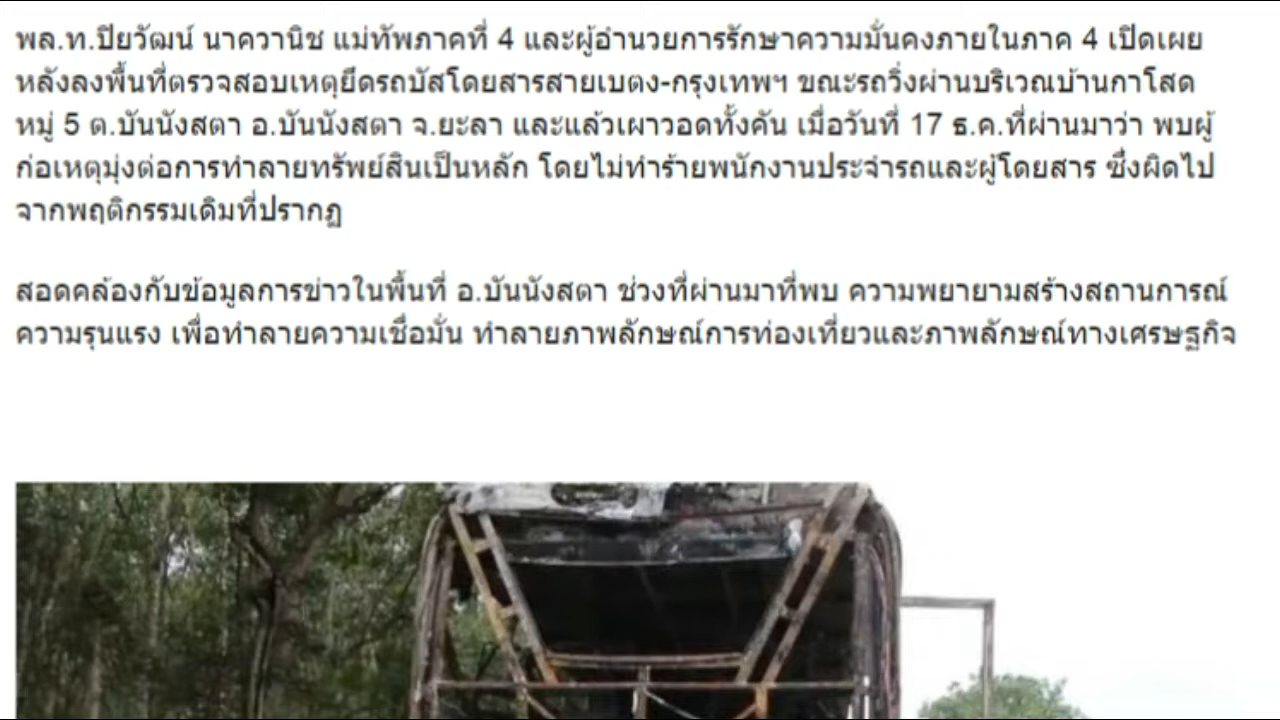 พล.ท.ปิยวัฒน์ นาควานิช แม่ทัพภาคที่ 4 และผู้อำนวยการรักษาความมั่นคงภายในภาค 4 เปิดเผย
หลังลงพื้นที่ตรวจสอบเหตุยึดรถบัสโดยสารสายเบตง-กรุงเทพฯ ขณะรถวิ่งผ่านบริเวณบ้านกาโสด
หมู่ 5 ต.บันนังสตา อ.บันนังสตา จ.ยะลา และแล้วเผาวอดทั้งคัน เมื่อวันที่ 17 ธ.ค.ที่ผ่านมาว่า พบผู้
ก่อเหตุมุ่งต่อการทำลายทรัพย์สินเป็นหลัก โดยไม่ทำร้ายพนักงานประจำรถและผู้โดยสาร ซึ่งผิดไป
จากพฤติกรรมเดิมที่ปรากฏ
สอดคล้องกับข้อมูลการข่าวในพื้นที่ อ.บันนังสตา ช่วงที่ผ่านมาที่พบ ความพยายามสร้างสถานการณ์
ความรุนแรง เพื่อทำลายความเชื่อมั่น ทำลายภาพลักษณ์การท่องเที่ยวและภาพลักษณ์ทางเศรษฐกิจ